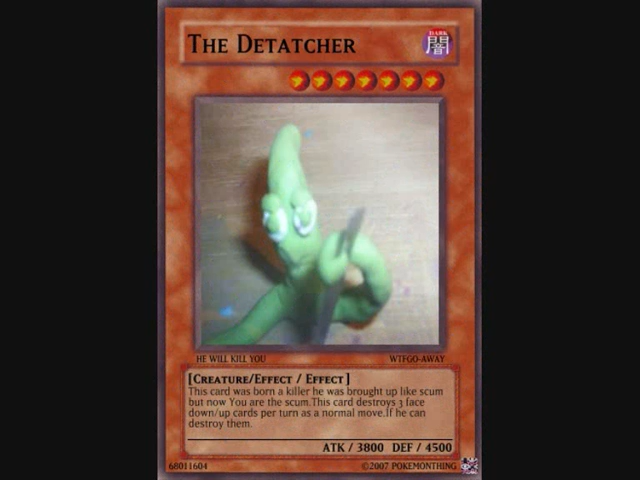 THE DETATCHER
DARK
闇
HE WILL KILL YOU WTFGO-AWAY
[CREATURE/EFFECT / EFFECT]
This card was born a killer he was brought up like scum
but now You are the scum.This card destroys 3 face
down/up cards per turn as a normal move.If he can
destroy them.
ATK / 3800 DEF / 4500
68011604 ©2007 POKEMONTHING